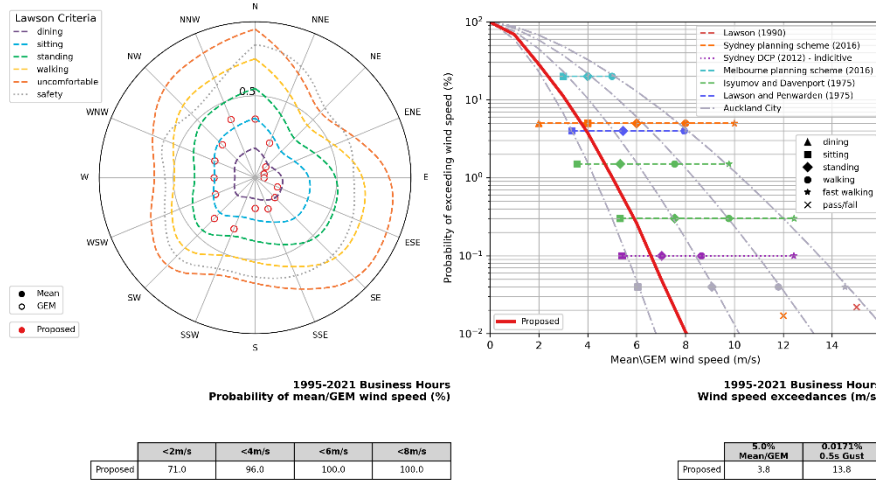 Lawson Criteria
dining
sitting
standing
walking
uncomfortable
safety
N
NNE
NE
ENE
E
ESE
SE
SSE
S
SSW
SW
WSW
W
WNW
NW
NNW
0.5
Mean
GEM
Proposed
1995-2021 Business Hours
Probability of mean/GEM wind speed (%)
<2m/s <4m/s <6m/s <8m/s
Proposed 71.0 96.0 100.0 100.0
Probability of exceeding wind speed (%)
10²
10¹
10⁰
10⁻¹
10⁻²
0 2 4 6 8 10 12 14
Mean\GEM wind speed (m/s)
Lawson (1990)
Sydney planning scheme (2016)
Sydney DCP (2012) - Indicitive
Melbourne planning scheme (2016)
Isyumov and Davenport (1975)
Lawson and Penwarden (1975)
Auckland City
dining
sitting
standing
walking
fast walking
pass/fail
Proposed
1995-2021 Business Hours
Wind speed exceedances (m/s
5.0% 0.0171%
Mean/GEM 0.5s Gust
Proposed 3.8 13.8